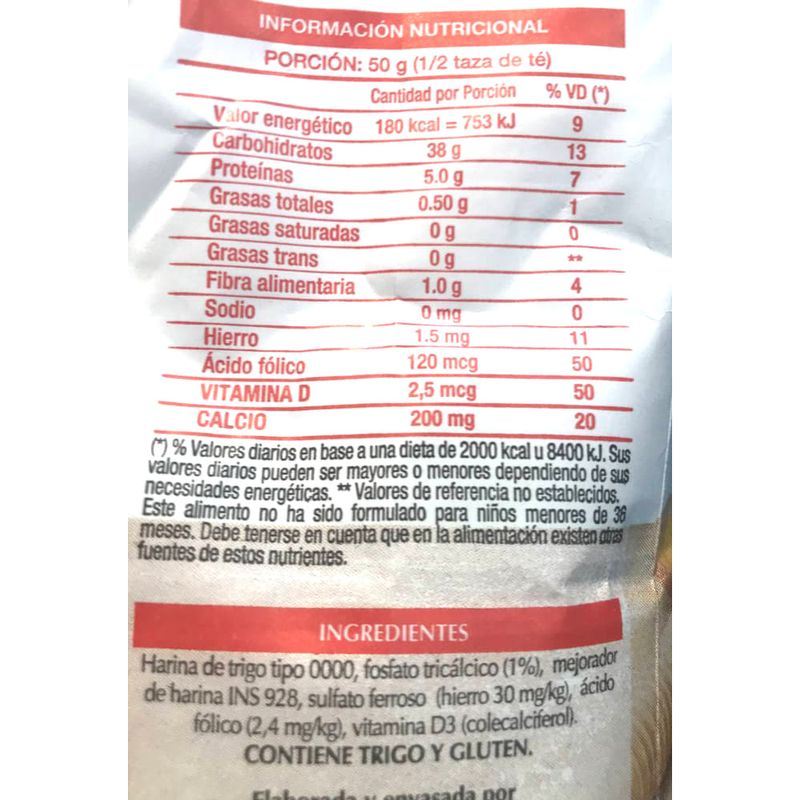 INFORMACIÓN NUTRICIONAL
PORCIÓN: 50 g (1/2 taza de té)
Cantidad por Porción % VD (*)
Valor energético 180 kcal = 753 kJ 9
Carbohidratos 38 g 13
Proteínas 5.0 g 7
Grasas totales 0.50 g 1
Grasas saturadas 0 g 0
Grasas trans 0 g **
Fibra alimentaria 1.0 g 4
Sodio 0 mg 0
Hierro 1.5 mg 11
Ácido fólico 120 mcg 50
VITAMINA D 2,5 mcg 50
CALCIO 200 mg 20
(*) % Valores diarios en base a una dieta de 2000 kcal u 8400 kJ. Sus
valores diarios pueden ser mayores o menores dependiendo de sus
necesidades energéticas. ** Valores de referencia no establecidos.
Este alimento no ha sido formulado para niños menores de 36
meses. Debe tenerse en cuenta que en la alimentación existen otras
fuentes de estos nutrientes.
INGREDIENTES
Harina de trigo tipo 0000, fosfato tricálcico (1%), mejorador
de harina INS 928, sulfato ferroso (hierro 30 mg/kg), ácido
fólico (2,4 mg/kg), vitamina D3 (colecalciferol).
CONTIENE TRIGO Y GLUTEN.
Elaborada y envasada por